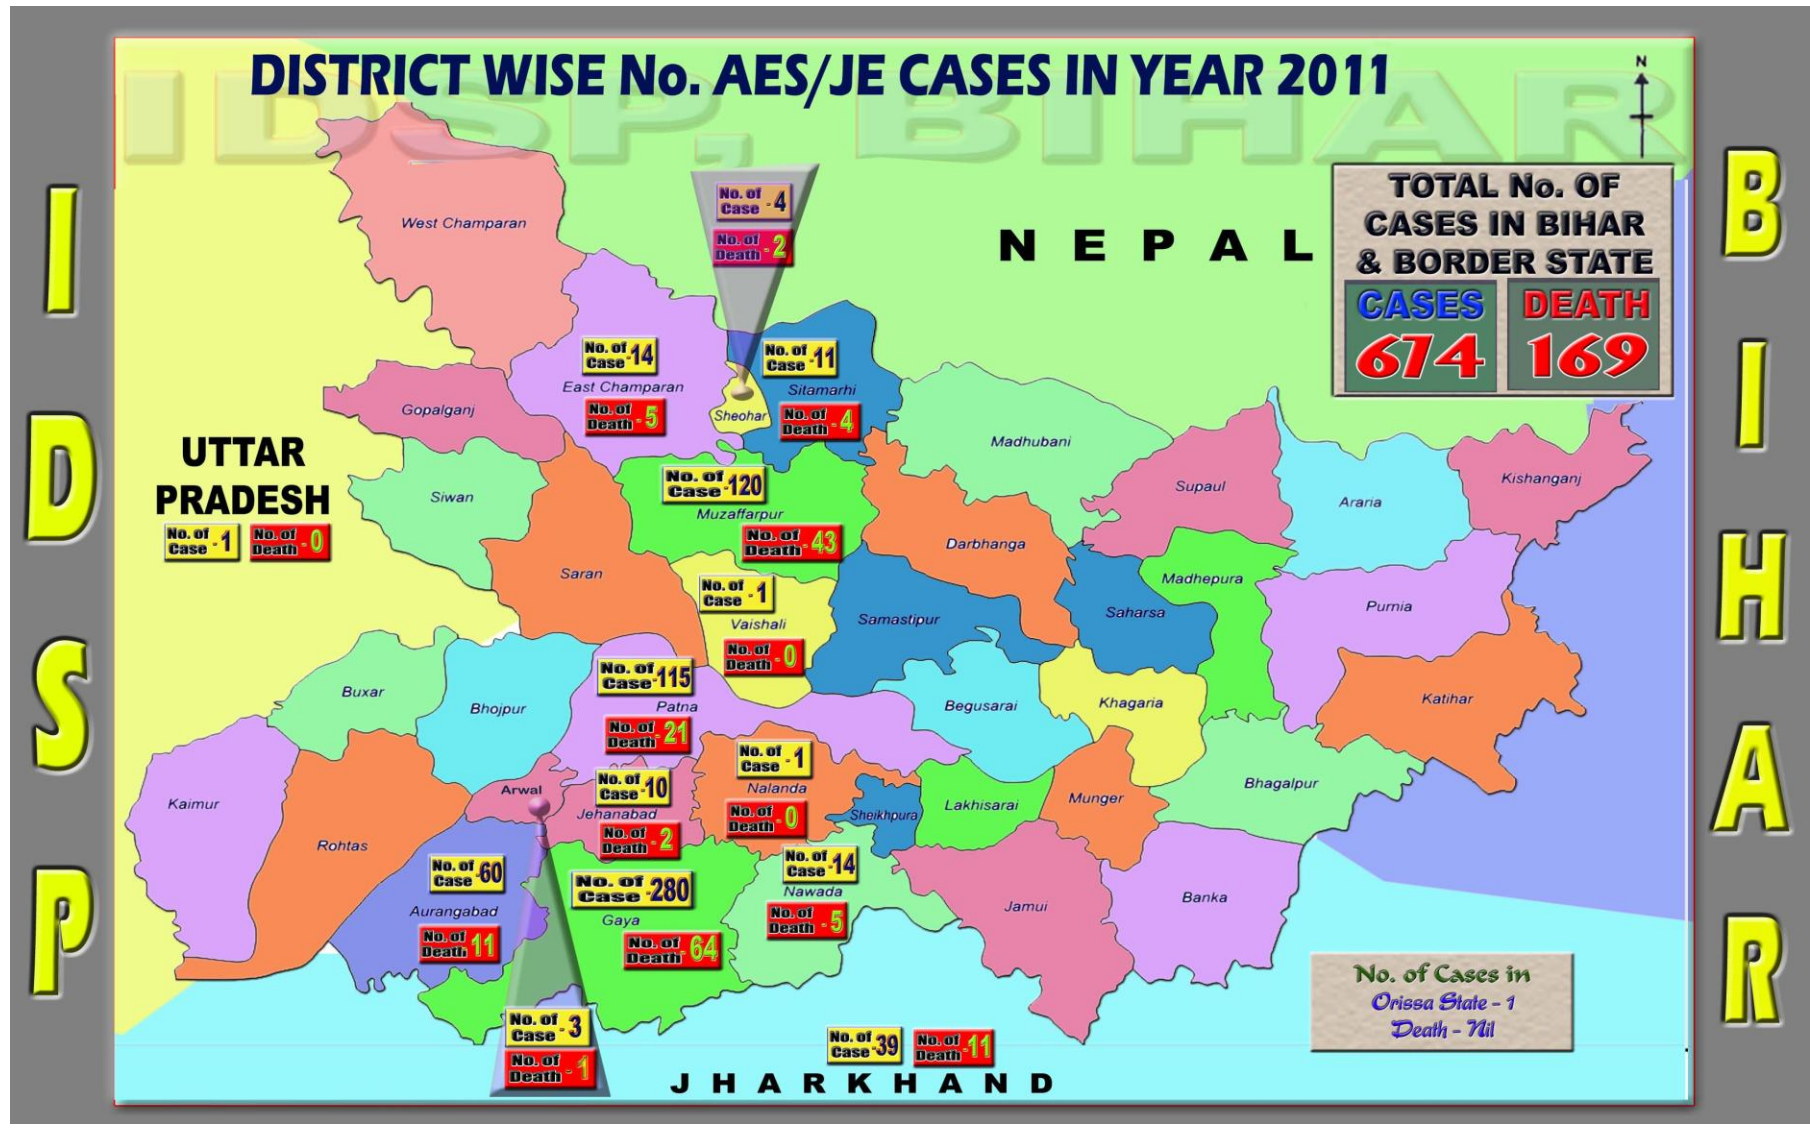 DISTRICT WISE No. AES/JE CASES IN YEAR 2011
IDSP, BIHAR
N
IDSP
BIHAR
TOTAL No. OF
CASES IN BIHAR
& BORDER STATE
CASES
674
DEATH
169
NEPAL
No. of
Case - 4
No. of
Death - 2
West Champaran
No. of
Case -14
East Champaran
No. of
Death - 5
Sheohar
No. of
Case -11
Sitamarhi
No. of
Death - 4
Gopalganj
Madhubani
UTTAR
PRADESH
No. of
Case - 1
No. of
Death - 0
Siwan
No. of
Case -120
Muzaffarpur
No. of
Death - 43
Supaul
Araria
Kishanganj
Darbhanga
Saran
No. of
Case - 1
Vaishali
No. of
Death - 0
Samastipur
Saharsa
Madhepura
Purnia
Buxar
Bhojpur
No. of
Case -115
Patna
No. of
Death - 21
Begusarai
Khagaria
Katihar
Kaimur
Rohtas
Arwal
No. of
Case -10
Jehanabad
No. of
Death - 2
No. of
Case - 1
Nalanda
No. of
Death - 0
Sheikhpura
Lakhisarai
Munger
Bhagalpur
No. of
Case -60
Aurangabad
No. of
Death -11
No. of
Case -280
Gaya
No. of
Death -64
No. of
Case -14
Nawada
No. of
Death - 5
Jamui
Banka
No. of
Case - 3
No. of
Death - 1
No. of
Case -39
No. of
Death -11
JHARKHAND
No. of Cases in
Orissa State - 1
Death - Nil